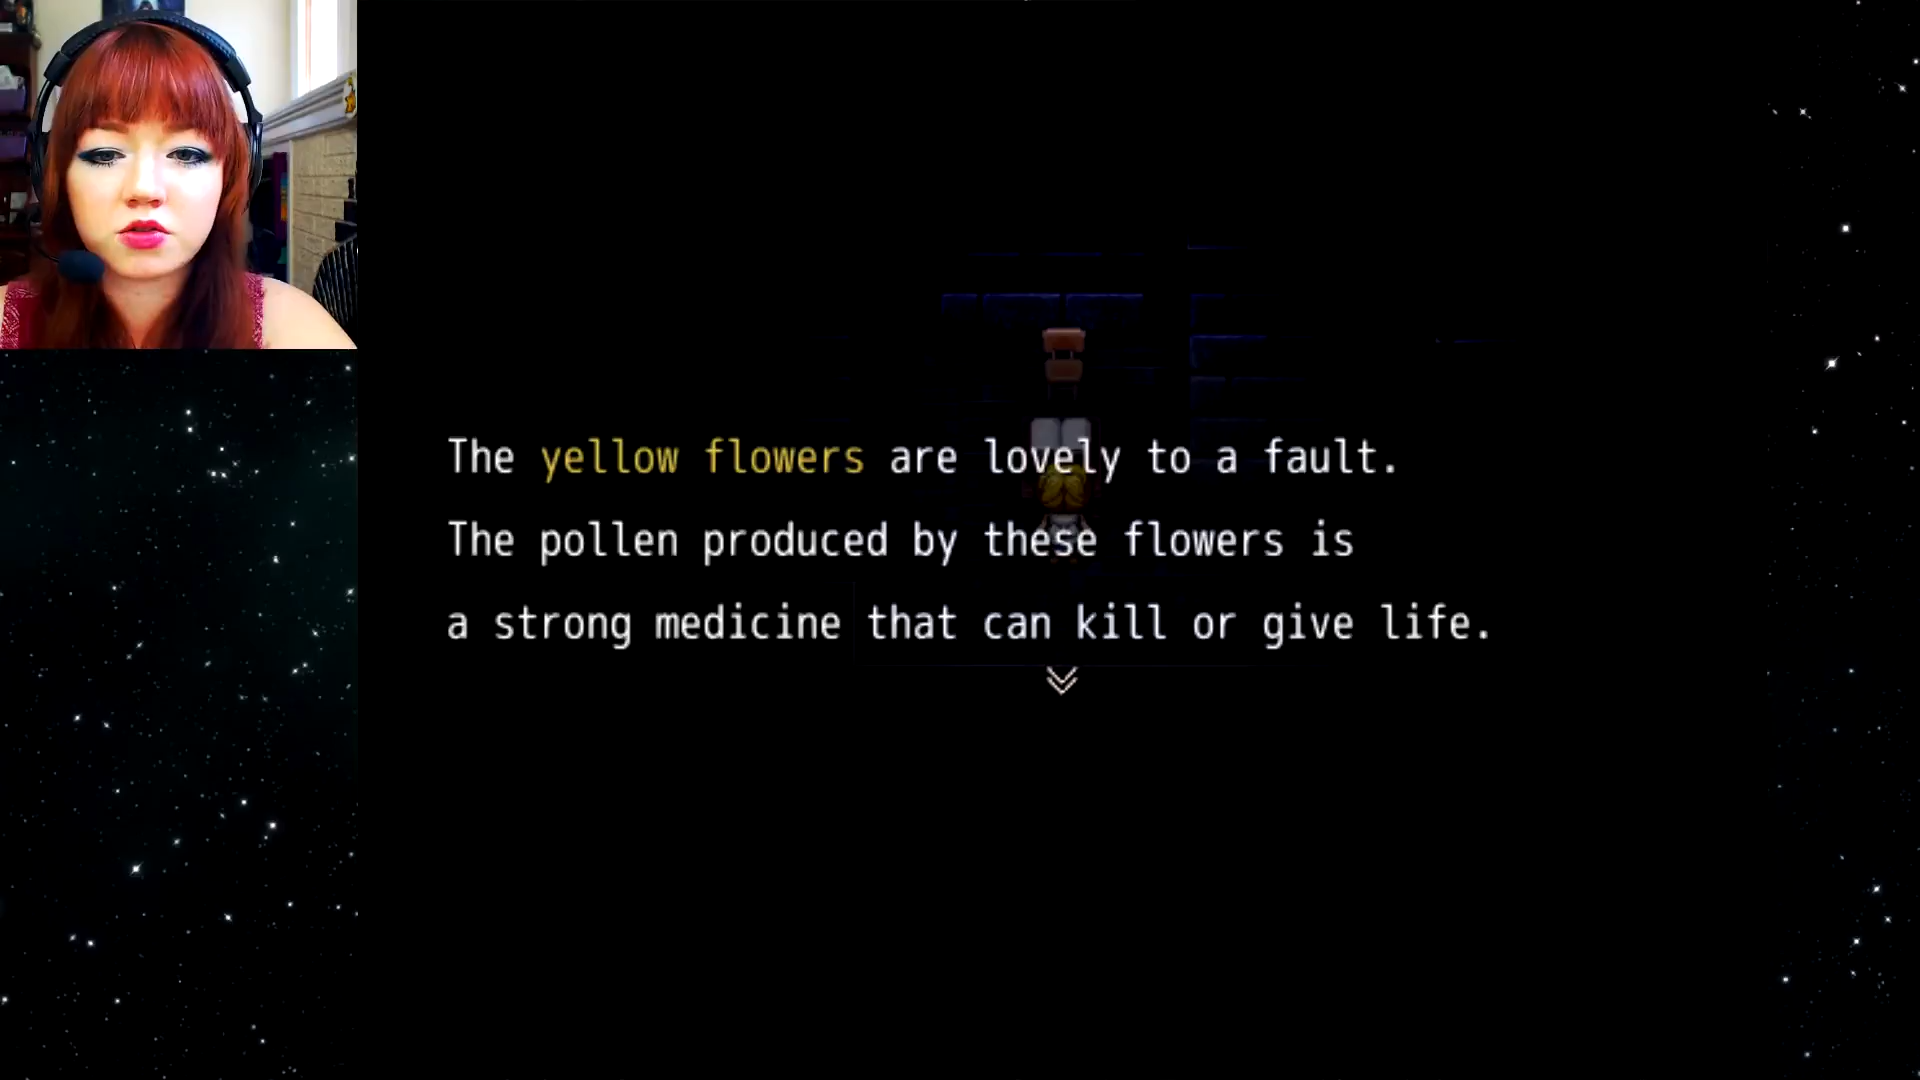 The yellow flowers are lovely to a fault.
The pollen produced by these flowers is
a strong medicine that can kill or give life.